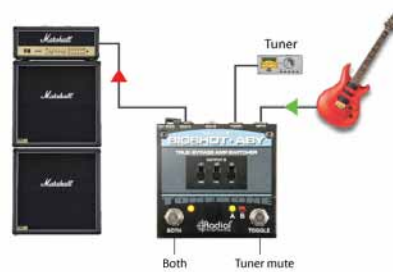 Marshall
Tuner
Marshall
BIGSHOT ABY
TRUE BYPASS AMP SWITCHER
Marshall
A B
Radial
BOTH
TOGGLE
Both
Tuner mute